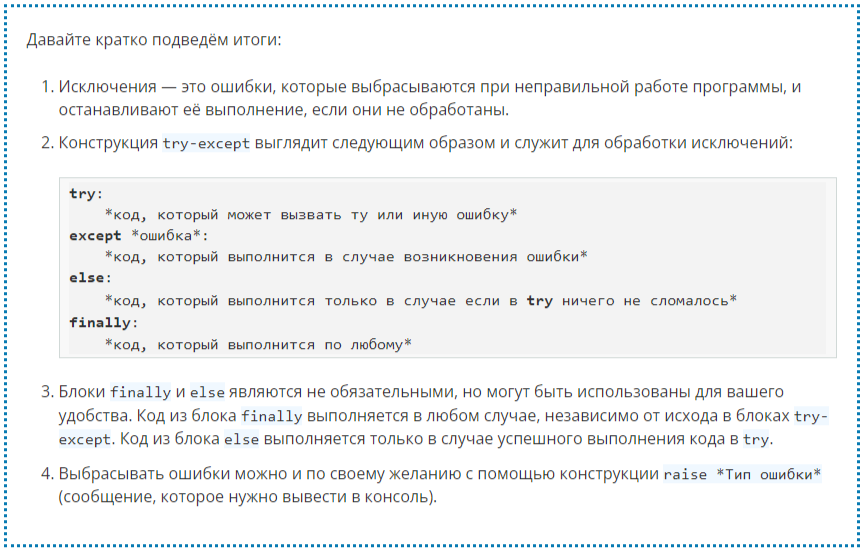 Давайте кратко подведём итоги:
1. Исключения — это ошибки, которые выбрасываются при неправильной работе программы, и
останавливают её выполнение, если они не обработаны.
2. Конструкция try-except выглядит следующим образом и служит для обработки исключений:
try:
    *код, который может вызвать ту или иную ошибку*
except *ошибка*:
    *код, который выполнится в случае возникновения ошибки*
else:
    *код, который выполнится только в случае если в try ничего не сломалось*
finally:
    *код, который выполнится по любому*
3. Блоки finally и else являются не обязательными, но могут быть использованы для вашего
удобства. Код из блока finally выполняется в любом случае, независимо от исхода в блоках try-
except. Код из блока else выполняется только в случае успешного выполнения кода в try.
4. Выбрасывать ошибки можно и по своему желанию с помощью конструкции raise *Тип ошибки*
(сообщение, которое нужно вывести в консоль).